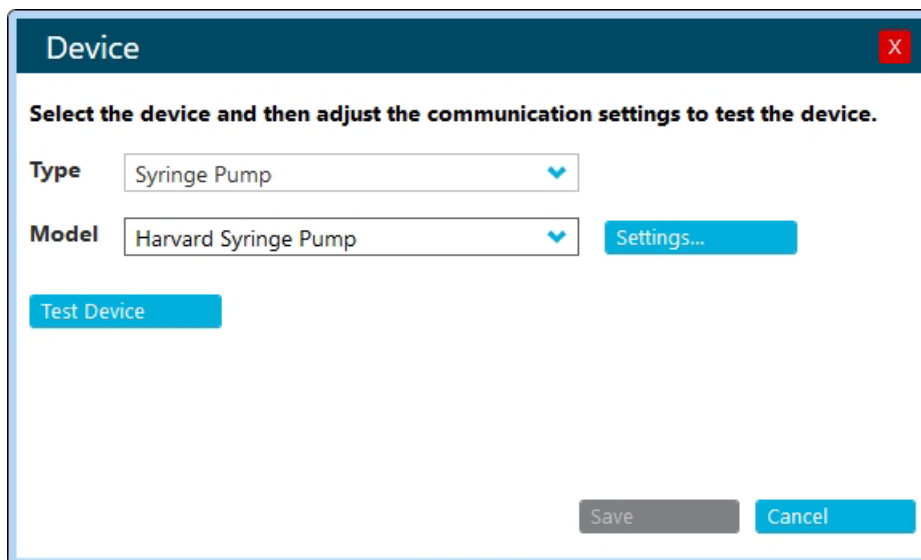 Device
X
Select the device and then adjust the communication settings to test the device.
Type
Syringe Pump
Model
Harvard Syringe Pump
Settings...
Test Device
Save
Cancel